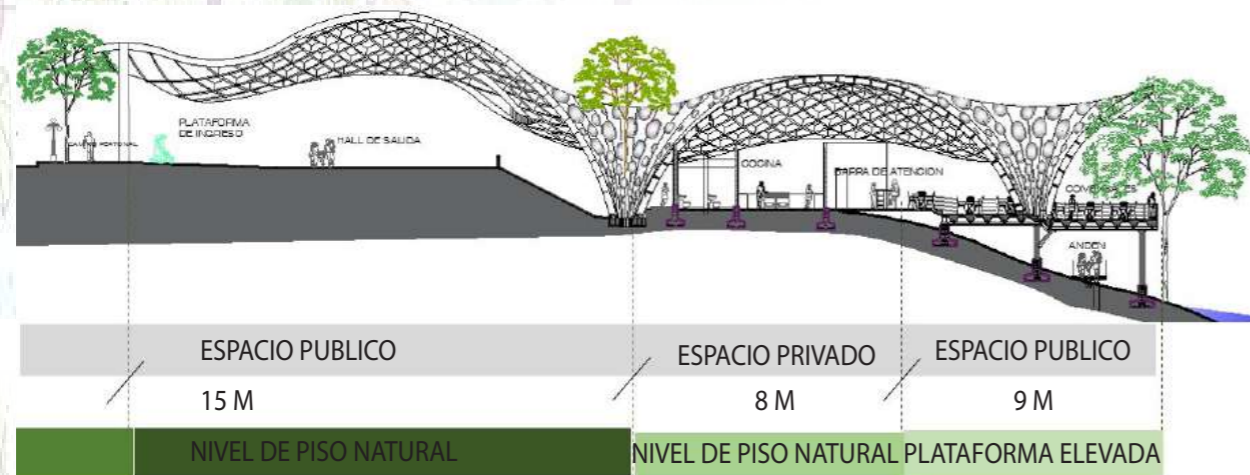 PLATAFORMA
DE INGRESO
HALL DE SALIDA
COCINA
BARRA DE ATENCION
COMENSALES
ANDEN
ESPACIO PUBLICO
ESPACIO PRIVADO
ESPACIO PUBLICO
15 M
8 M
9 M
NIVEL DE PISO NATURAL
NIVEL DE PISO NATURAL
PLATAFORMA ELEVADA